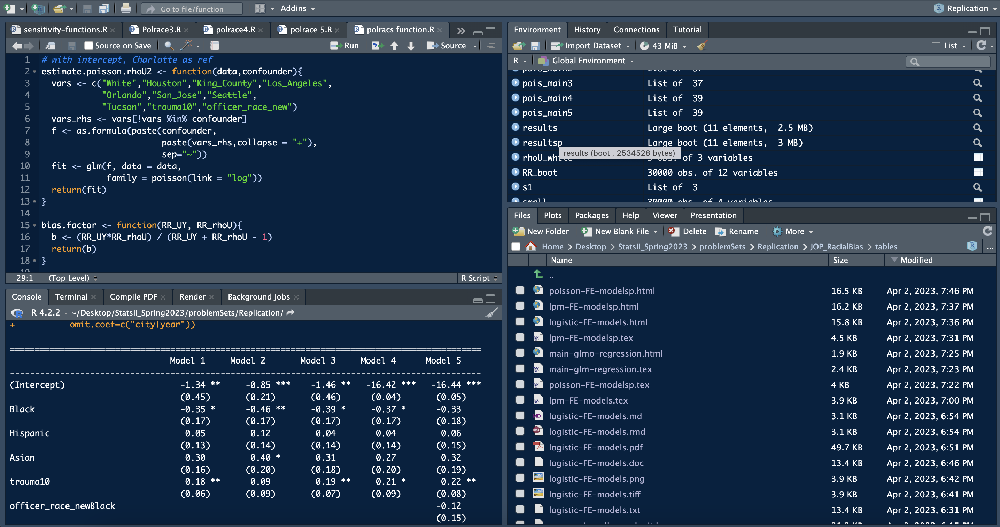 Go to file/function
Addins
Replication
sensitivity-functions.R
Polrace3.R
polrace4.R
polrace 5.R
polracs function.R
Source on Save
Run
Source
1 # with intercept, Charlotte as ref
2 estimate.poisson.rhoU2 <- function(data,confounder){
3 vars <- c("White","Houston","King_County","Los_Angeles",
4 "Orlando","San_Jose","Seattle",
5 "Tucson","trauma10","officer_race_new")
6 vars_rhs <- vars[!vars %in% confounder]
7 f <- as.formula(paste(confounder,
8 paste(vars_rhs,collapse = "+"),
9 sep="~"))
10 fit <- glm(f, data = data,
11 family = poisson(link = "log"))
12 return(fit)
13 }
14
15 bias.factor <- function(RR_UY, RR_rhoU){
16 b <- (RR_UY*RR_rhoU) / (RR_UY + RR_rhoU - 1)
17 return(b)
18 }
19
29:1 (Top Level) R Script
Console
Terminal
Compile PDF
Render
Background Jobs
R 4.2.2 · ~/Desktop/StatsII_Spring2023/problemSets/Replication/
+ omit.coef=c("city|year"))
==============================================================================================
Model 1 Model 2 Model 3 Model 4 Model 5
----------------------------------------------------------------------------------------------
(Intercept) -1.34 ** -0.85 *** -1.46 ** -16.42 *** -16.44 ***
(0.45) (0.21) (0.46) (0.04) (0.05)
Black -0.35 * -0.46 ** -0.39 * -0.37 * -0.33
(0.17) (0.17) (0.17) (0.17) (0.18)
Hispanic 0.05 0.12 0.04 0.04 0.06
(0.13) (0.14) (0.14) (0.14) (0.15)
Asian 0.30 0.40 * 0.31 0.27 0.32
(0.16) (0.20) (0.18) (0.20) (0.19)
trauma10 0.18 ** 0.09 0.19 ** 0.21 * 0.22 **
(0.06) (0.09) (0.07) (0.09) (0.08)
officer_race_newBlack -0.12
(0.15)
Environment
History
Connections
Tutorial
Import Dataset
43 MiB
List
R
Global Environment
pois_main2 List of 37
pois_main3 List of 37
pois_main4 List of 39
pois_main5 List of 39
results Large boot (11 elements, 2.5 MB)
resultsp Large boot (11 elements, 3 MB)
results (boot , 2534528 bytes)
rhoU_white obs. of 3 variables
RR_boot 30000 obs. of 12 variables
s1 List of 3
small 30000 obs. of 4 variables
Files
Plots
Packages
Help
Viewer
Presentation
New Folder
New Blank File
Delete
Rename
More
Home
Desktop
StatsII_Spring2023
problemSets
Replication
JOP_RacialBias
tables
...
Name Size Modified
..
poisson-FE-modelsp.html 16.5 KB Apr 2, 2023, 7:46 PM
lpm-FE-modelsp.html 16.2 KB Apr 2, 2023, 7:37 PM
logistic-FE-models.html 15.8 KB Apr 2, 2023, 7:36 PM
lpm-FE-modelsp.tex 4.5 KB Apr 2, 2023, 7:31 PM
main-glmo-regression.html 1.9 KB Apr 2, 2023, 7:25 PM
main-glm-regression.tex 2.4 KB Apr 2, 2023, 7:23 PM
poisson-FE-modelsp.tex 4 KB Apr 2, 2023, 7:22 PM
lpm-FE-models.tex 3.9 KB Apr 2, 2023, 7:00 PM
logistic-FE-models.md 3.1 KB Apr 2, 2023, 6:54 PM
logistic-FE-models.rmd 3.1 KB Apr 2, 2023, 6:54 PM
logistic-FE-models.pdf 49.7 KB Apr 2, 2023, 6:51 PM
logistic-FE-models.doc 13.4 KB Apr 2, 2023, 6:46 PM
logistic-FE-models.png 3.9 KB Apr 2, 2023, 6:42 PM
logistic-FE-models.tiff 3.9 KB Apr 2, 2023, 6:41 PM
logistic-FE-models.txt 13.4 KB Apr 2, 2023, 6:31 PM